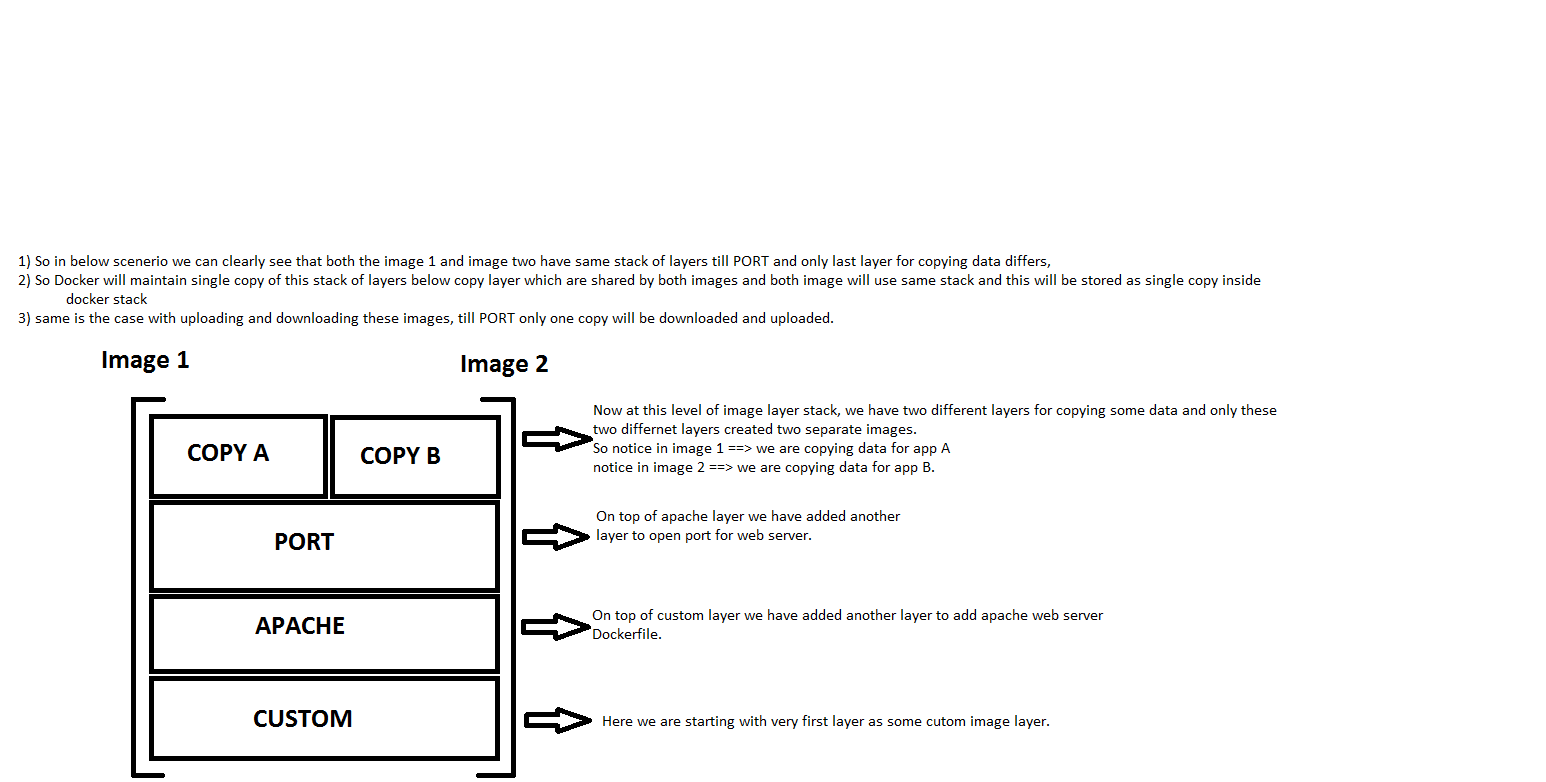 1) So in below scenerio we can clearly see that both the image 1 and image two have same stack of layers till PORT and only last layer for copying data differs,
2) So Docker will maintain single copy of this stack of layers below copy layer which are shared by both images and both image will use same stack and this will be stored as single copy inside
docker stack
3) same is the case with uploading and downloading these images, till PORT only one copy will be downloaded and uploaded.
Image 1
Image 2
COPY A
COPY B
Now at this level of image layer stack, we have two different layers for copying some data and only these
two differnet layers created two separate images.
So notice in image 1 ==> we are copying data for app A
notice in image 2 ==> we are copying data for app B.
PORT
On top of apache layer we have added another
layer to open port for web server.
APACHE
On top of custom layer we have added another layer to add apache web server
Dockerfile.
CUSTOM
Here we are starting with very first layer as some cutom image layer.